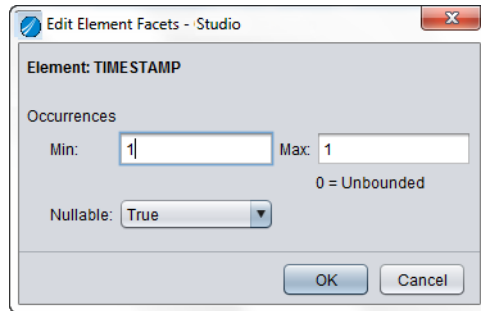 Edit Element Facets - Studio
Element: TIMESTAMP
Occurrences
Min: 1 Max: 1
0 = Unbounded
Nullable: True
OK Cancel